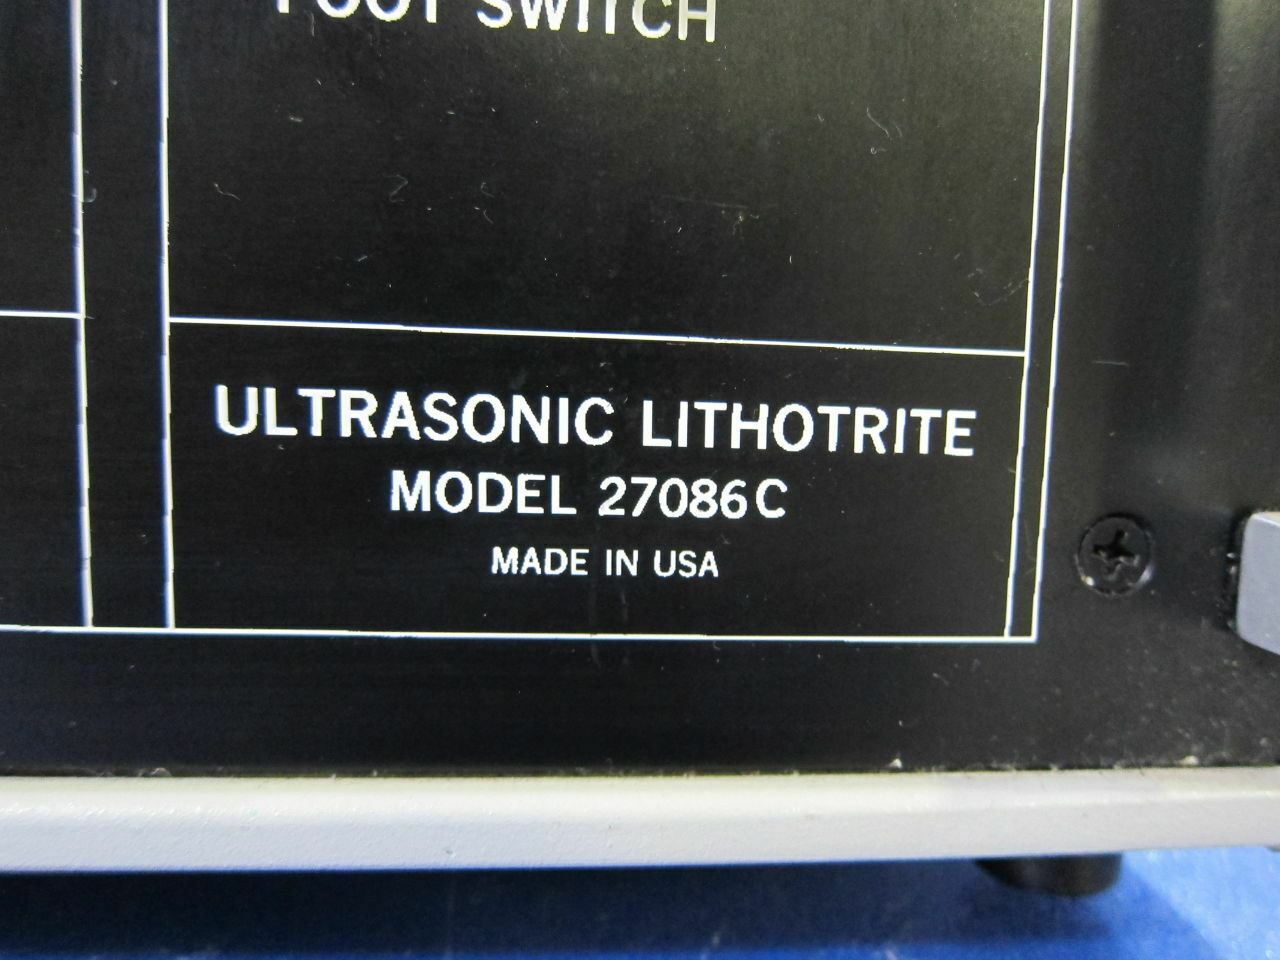 FOOT SWITCH
ULTRASONIC LITHOTRITE
MODEL 27086C
MADE IN USA